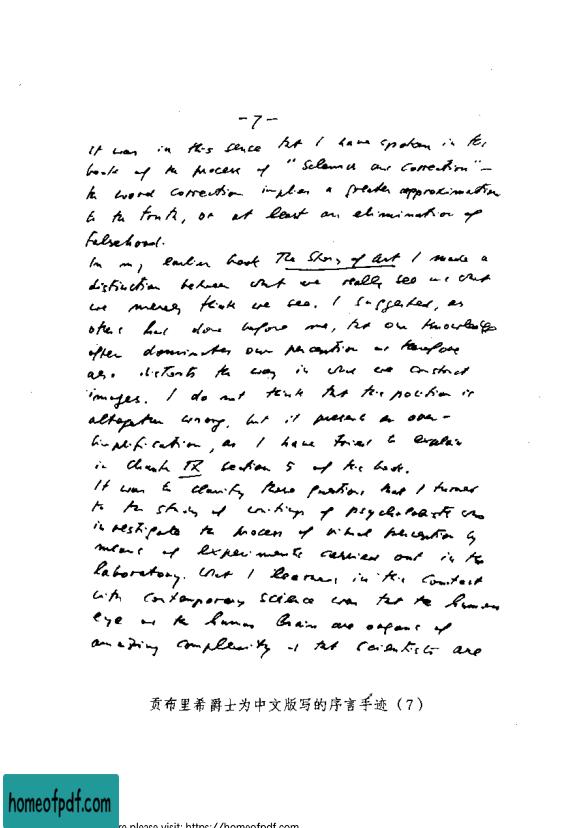 -7-
It was in this sense that I have spoken in this
book of the process of "Schema and Correction" –
the word correction implies a greater approximation
to the truth, or at least an elimination of
falsehood.
In my earlier book The Story of Art I made a
distinction between what we really see and what
we merely think we see. I suggested, as
others had done before me, that our knowledge
often dominates our perception and therefore
also distorts the way in which we construct
images. I do not think that this position is
altogether wrong, but it presents an over-
simplification, as I have tried to explain
in Chapter IX section 5 of this book.
It was to clarify these questions that I turned
to the study of writings of psychologists who
investigate the process of visual perception by
means of experiments carried out in the
laboratory. What I learned in this contact
with contemporary science was that the human
eye and the human brain are organs of
amazing complexity and that scientists are
贡布里希爵士为中文版写的序言手迹(7)
homeofpdf.com
re please visit: https://homeofpdf.com